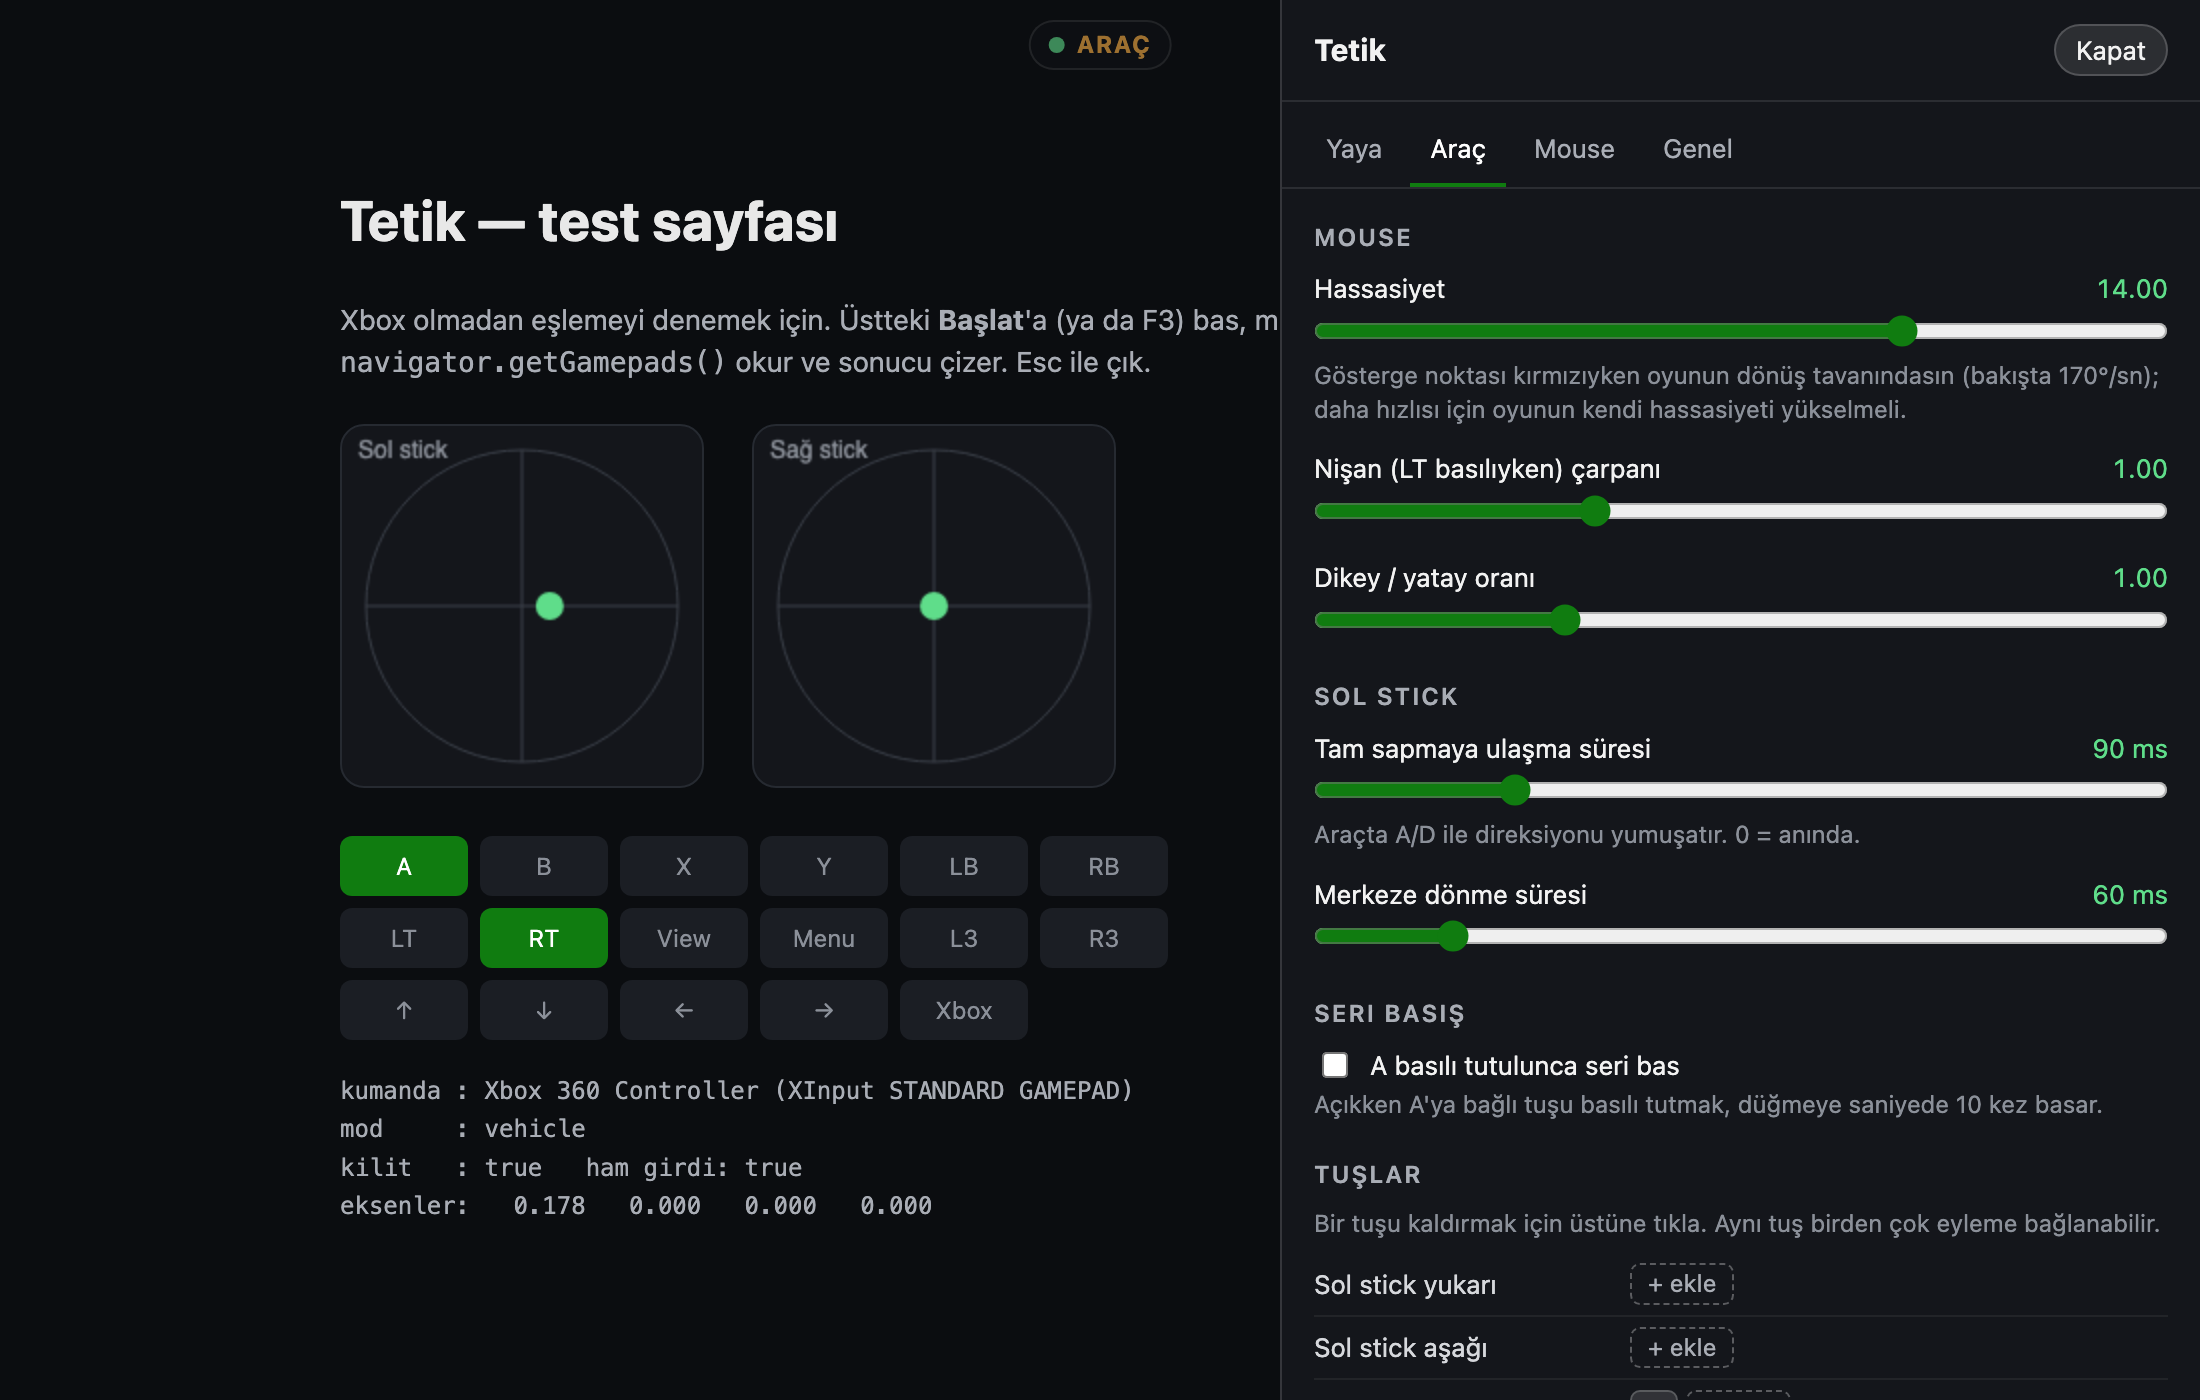 ARAÇ
Tetik — test sayfası
Xbox olmadan eşlemeyi denemek için. Üstteki Başlat'a (ya da F3) bas, m
navigator.getGamepads() okur ve sonucu çizer. Esc ile çık.
Sol stick
Sağ stick
A B X Y LB RB
LT RT View Menu L3 R3
↑ ↓ ← → Xbox
kumanda : Xbox 360 Controller (XInput STANDARD GAMEPAD)
mod : vehicle
kilit : true ham girdi: true
eksenler: 0.178 0.000 0.000 0.000
Tetik
Kapat
Yaya Araç Mouse Genel
MOUSE
Hassasiyet 14.00
Gösterge noktası kırmızıyken oyunun dönüş tavanındasın (bakışta 170°/sn);
daha hızlısı için oyunun kendi hassasiyeti yükselmeli.
Nişan (LT basılıyken) çarpanı 1.00
Dikey / yatay oranı 1.00
SOL STICK
Tam sapmaya ulaşma süresi 90 ms
Araçta A/D ile direksiyonu yumuşatır. 0 = anında.
Merkeze dönme süresi 60 ms
SERI BASIŞ
A basılı tutulunca seri bas
Açıkken A'ya bağlı tuşu basılı tutmak, düğmeye saniyede 10 kez basar.
TUŞLAR
Bir tuşu kaldırmak için üstüne tıkla. Aynı tuş birden çok eyleme bağlanabilir.
Sol stick yukarı + ekle
Sol stick aşağı + ekle